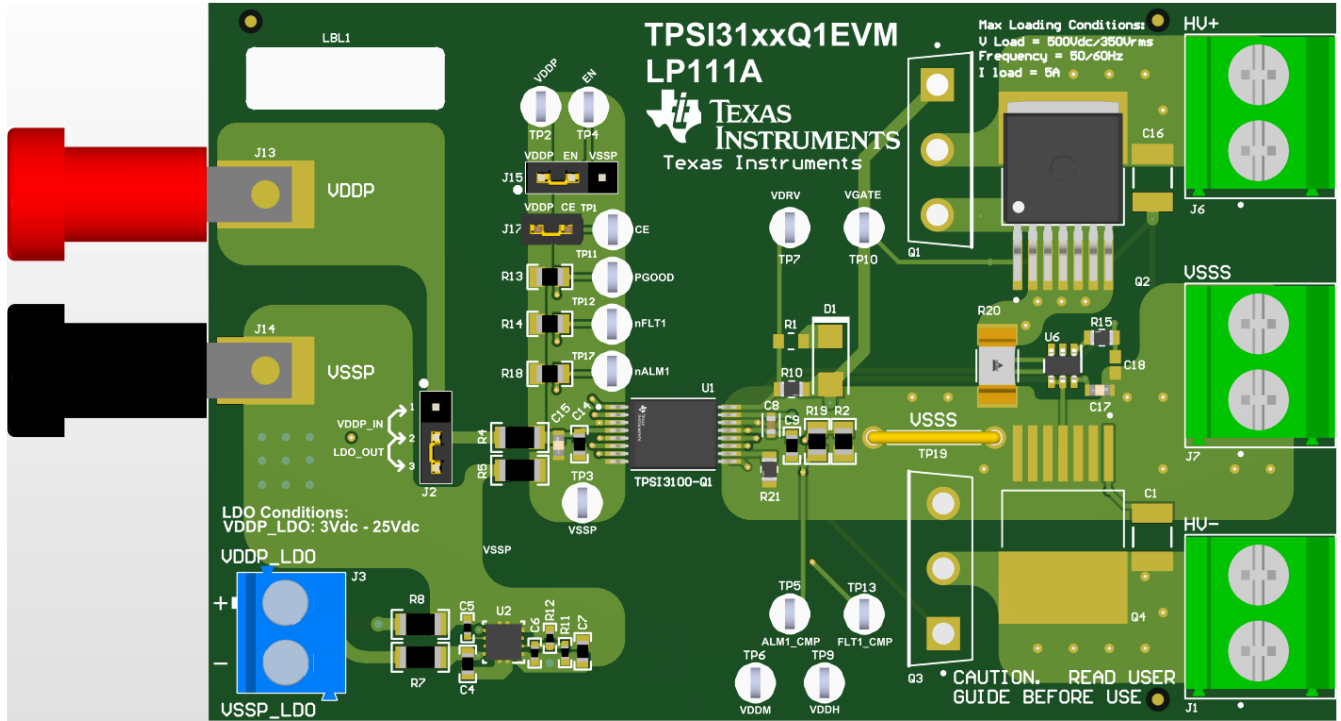 LBL1
TPSI31xxQ1EVM
LP111A
TEXAS
INSTRUMENTS
Texas Instruments
Max Loading Conditions:
V Load = 500Vdc/350Vrms
Frequency = 50/60Hz
I load = 5A
HV+
J6
C16
VDDP
EN
TP2
TP4
VDDP EN VSSP
J15
VDDP CE TP1
J17
CE
TP11
R13
PGOOD
TP12
R14
nFLT1
TP17
R18
nALM1
J13
VDDP
J14
VSSP
VDRV
VGATE
TP7
TP10
Q1
Q2
VSSS
J7
R20
U6
R15
C18
C17
D1
R1
R10
U1
TPSI3100-Q1
C15
C14
R4
R5
C8
C9
R19
R2
R21
VSSS
TP19
VDDP_IN
LDO_OUT
1
2
3
J2
TP3
VSSP
VSSP
LDO Conditions:
VDDP_LDO: 3Vdc - 25Vdc
VDDP_LDO
J3
+
-
VSSP_LDO
R8
R7
C5
C4
U2
C6
R12
R11
C7
TP5
TP13
ALM1_CMP
FLT1_CMP
TP6
TP9
VDDM
VDDH
C1
HV-
J1
Q4
Q3
CAUTION. READ USER
GUIDE BEFORE USE